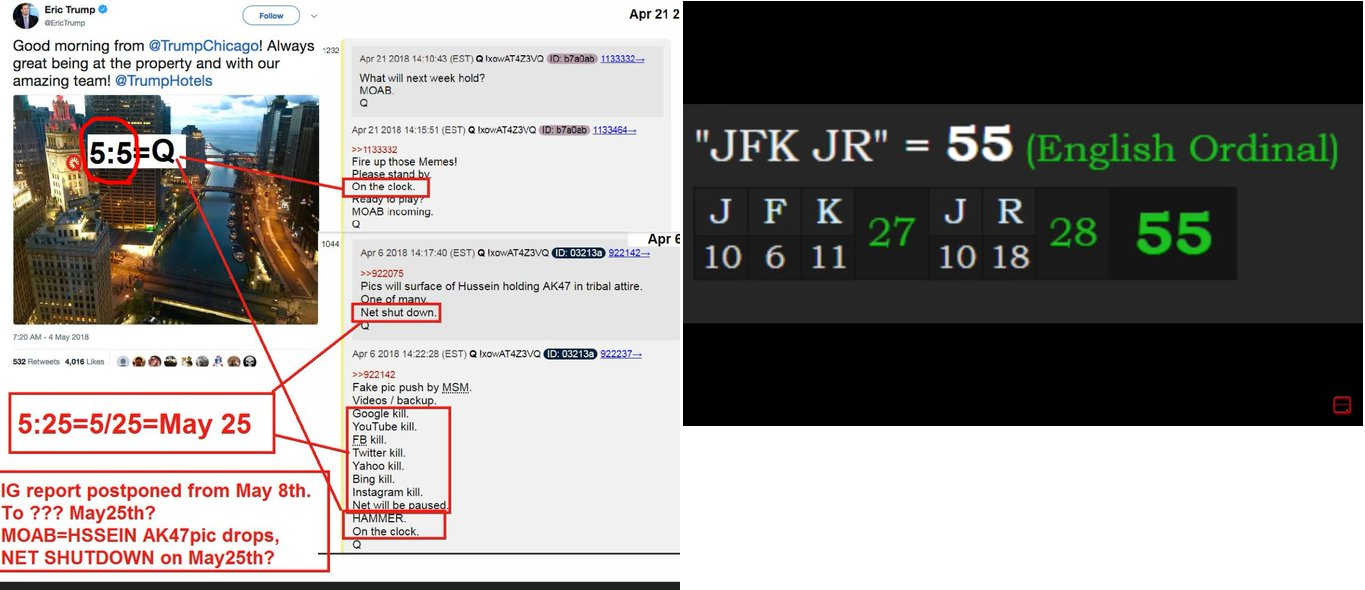 Eric Trump
@EricTrump
Follow
Good morning from @TrumpChicago! Always
great being at the property and with our
amazing team! @TrumpHotels
5:5=Q
7:20 AM - 4 May 2018
532 Retweets 4,016 Likes
5:25=5/25=May 25
IG report postponed from May 8th.
To ??? May25th?
MOAB=HSSEIN AK47pic drops,
NET SHUTDOWN on May25th?
Apr 21 2
1232
Apr 21 2018 14:10:43 (EST) Q !xowAT4Z3VQ ID: b7a0ab 1133332→
What will next week hold?
MOAB.
Q
Apr 21 2018 14:15:51 (EST) Q !xowAT4Z3VQ ID: b7a0ab 1133464→
>>1133332
Fire up those Memes!
Please stand by.
On the clock.
Ready to play?
MOAB incoming.
Q
Apr 6
1044
Apr 6 2018 14:17:40 (EST) Q !xowAT4Z3VQ ID: 03213a 922142→
>>922075
Pics will surface of Hussein holding AK47 in tribal attire.
One of many.
Net shut down.
Q
Apr 6 2018 14:22:28 (EST) Q !xowAT4Z3VQ ID: 03213a 922237→
>>922142
Fake pic push by MSM.
Videos / backup.
Google kill.
YouTube kill.
FB kill.
Twitter kill.
Yahoo kill.
Bing kill.
Instagram kill.
Net will be paused.
HAMMER.
On the clock.
Q
"JFK JR" = 55 (English Ordinal)
J F K 27 J R 28 55
10 6 11 10 18